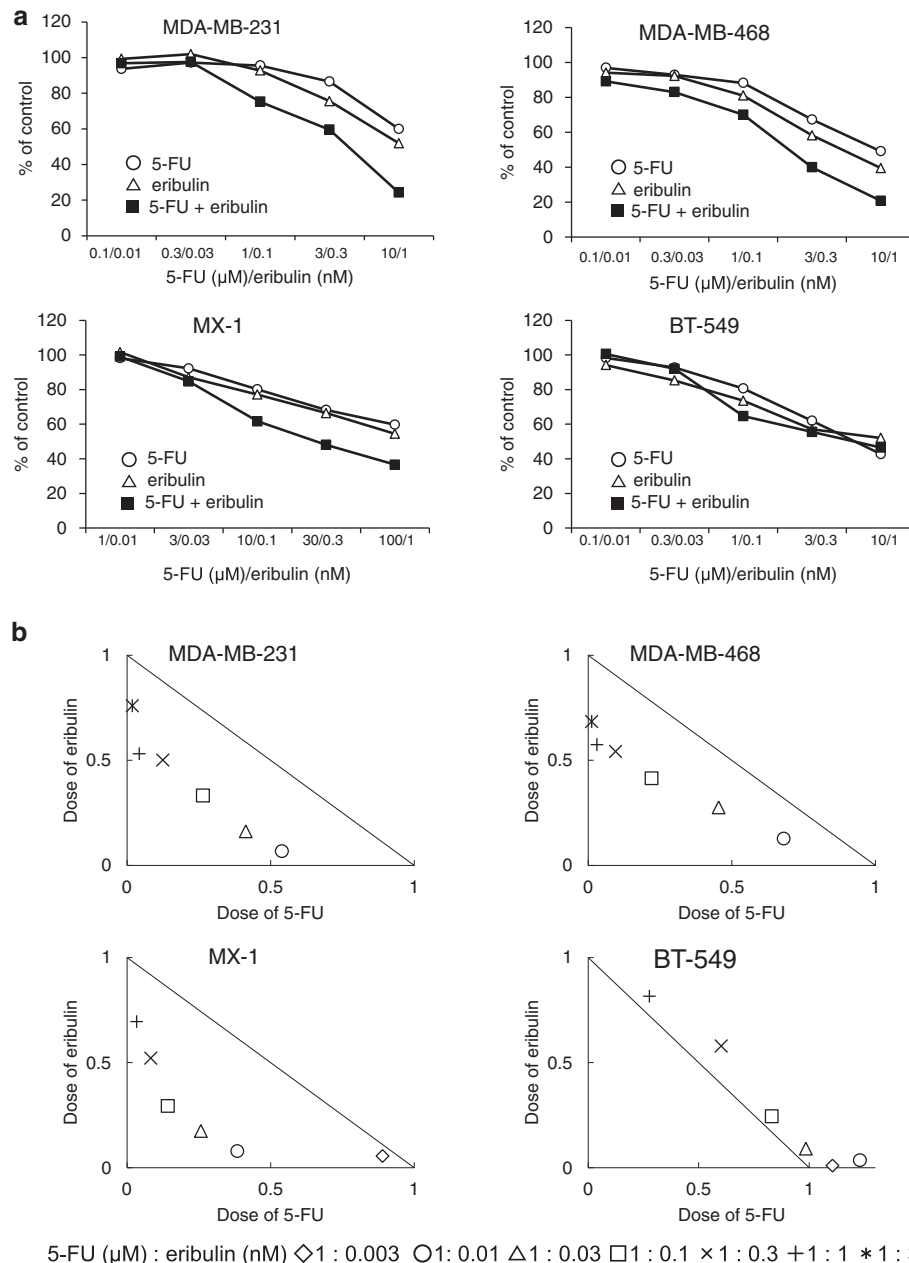 a
MDA-MB-231
120
100
80
60
40
20
0
% of control
5-FU
eribulin
5-FU + eribulin
0.1/0.01 0.3/0.03 1/0.1 3/0.3 10/1
5-FU (µM)/eribulin (nM)
MDA-MB-468
120
100
80
60
40
20
0
% of control
5-FU
eribulin
5-FU + eribulin
0.1/0.01 0.3/0.03 1/0.1 3/0.3 10/1
5-FU (µM)/eribulin (nM)
MX-1
120
100
80
60
40
20
0
% of control
5-FU
eribulin
5-FU + eribulin
1/0.01 3/0.03 10/0.1 30/0.3 100/1
5-FU (µM)/eribulin (nM)
BT-549
120
100
80
60
40
20
0
% of control
5-FU
eribulin
5-FU + eribulin
0.1/0.01 0.3/0.03 1/0.1 3/0.3 10/1
5-FU (µM)/eribulin (nM)
b
MDA-MB-231
1
0.5
0
Dose of eribulin
0 0.5 1
Dose of 5-FU
MDA-MB-468
1
0.5
0
Dose of eribulin
0 0.5 1
Dose of 5-FU
MX-1
1
0.5
0
Dose of eribulin
0 0.5 1
Dose of 5-FU
BT-549
1
0.5
0
Dose of eribulin
0 0.5 1
Dose of 5-FU
5-FU (µM) : eribulin (nM) ◇1 : 0.003 ○1: 0.01 △1 : 0.03 □1 : 0.1 ×1 : 0.3 +1 : 1 *1 :